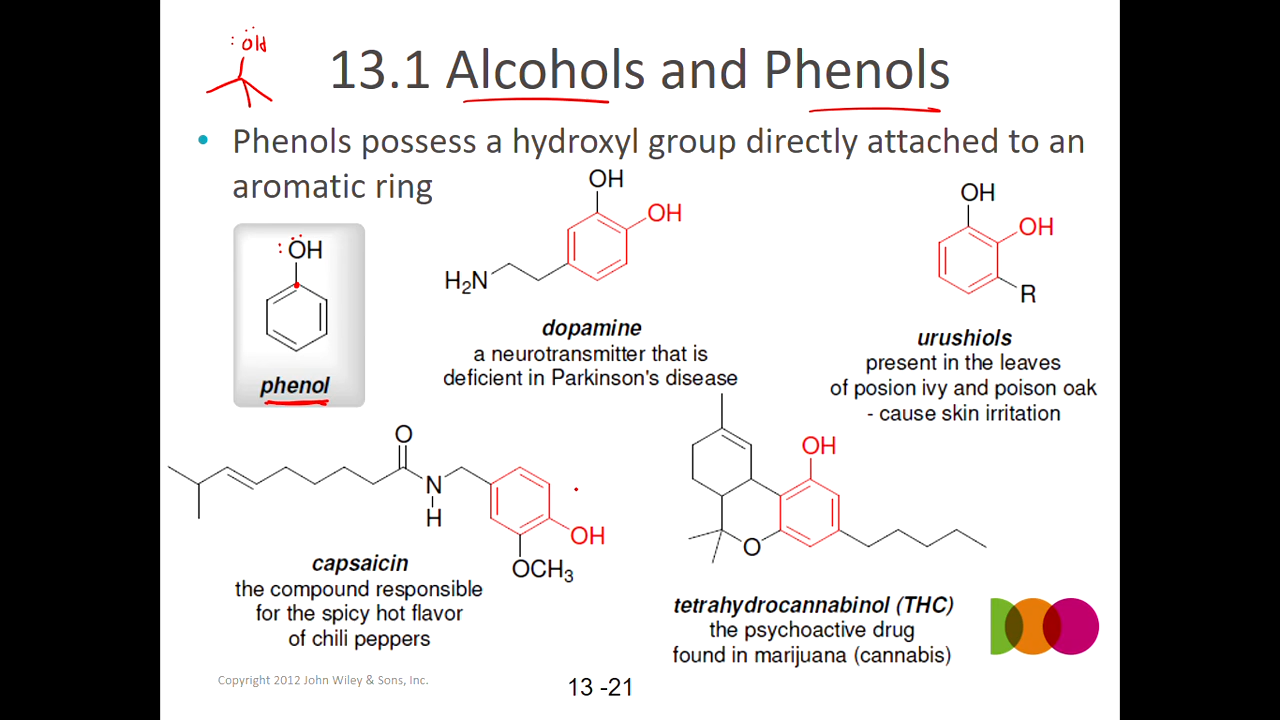 :ÖH
13.1 Alcohols and Phenols
• Phenols possess a hydroxyl group directly attached to an
aromatic ring
:ÖH
phenol
OH
OH
H₂N
dopamine
a neurotransmitter that is
deficient in Parkinson's disease
OH
OH
R
urushiols
present in the leaves
of posion ivy and poison oak
- cause skin irritation
O
N
H
OH
OCH₃
capsaicin
the compound responsible
for the spicy hot flavor
of chili peppers
OH
O
tetrahydrocannabinol (THC)
the psychoactive drug
found in marijuana (cannabis)
Copyright 2012 John Wiley & Sons, Inc.
13 -21